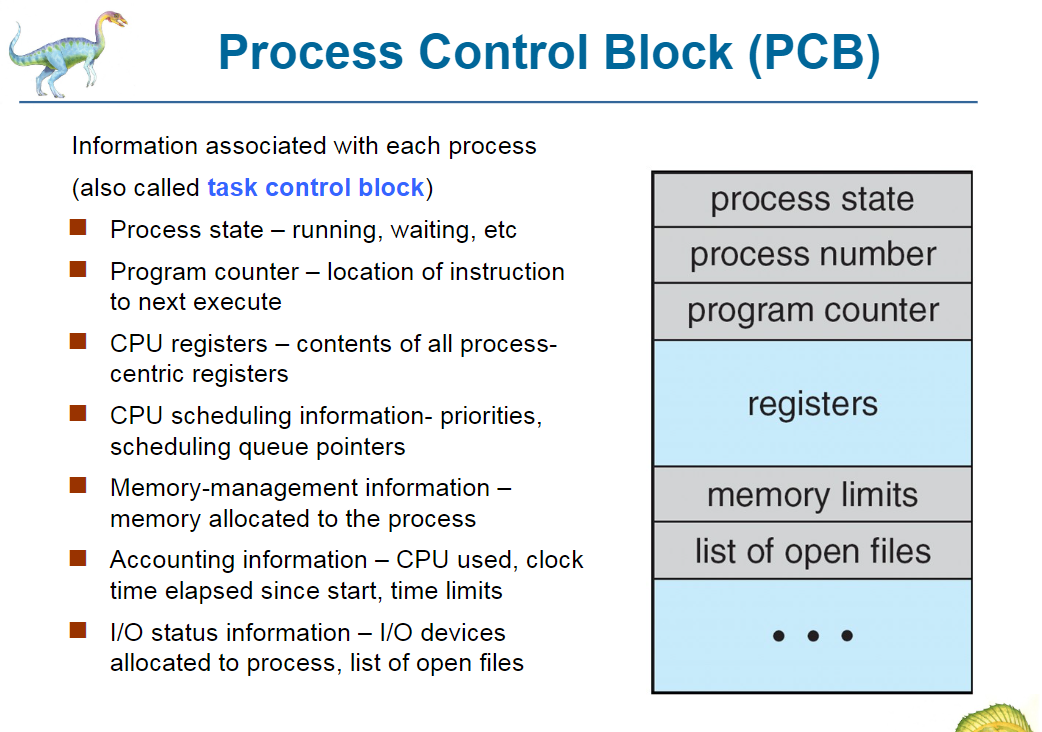 Process Control Block (PCB)
Information associated with each process
(also called task control block)
Process state – running, waiting, etc
Program counter – location of instruction
to next execute
CPU registers – contents of all process-
centric registers
CPU scheduling information- priorities,
scheduling queue pointers
Memory-management information –
memory allocated to the process
Accounting information – CPU used, clock
time elapsed since start, time limits
I/O status information – I/O devices
allocated to process, list of open files
process state
process number
program counter
registers
memory limits
list of open files
• • •